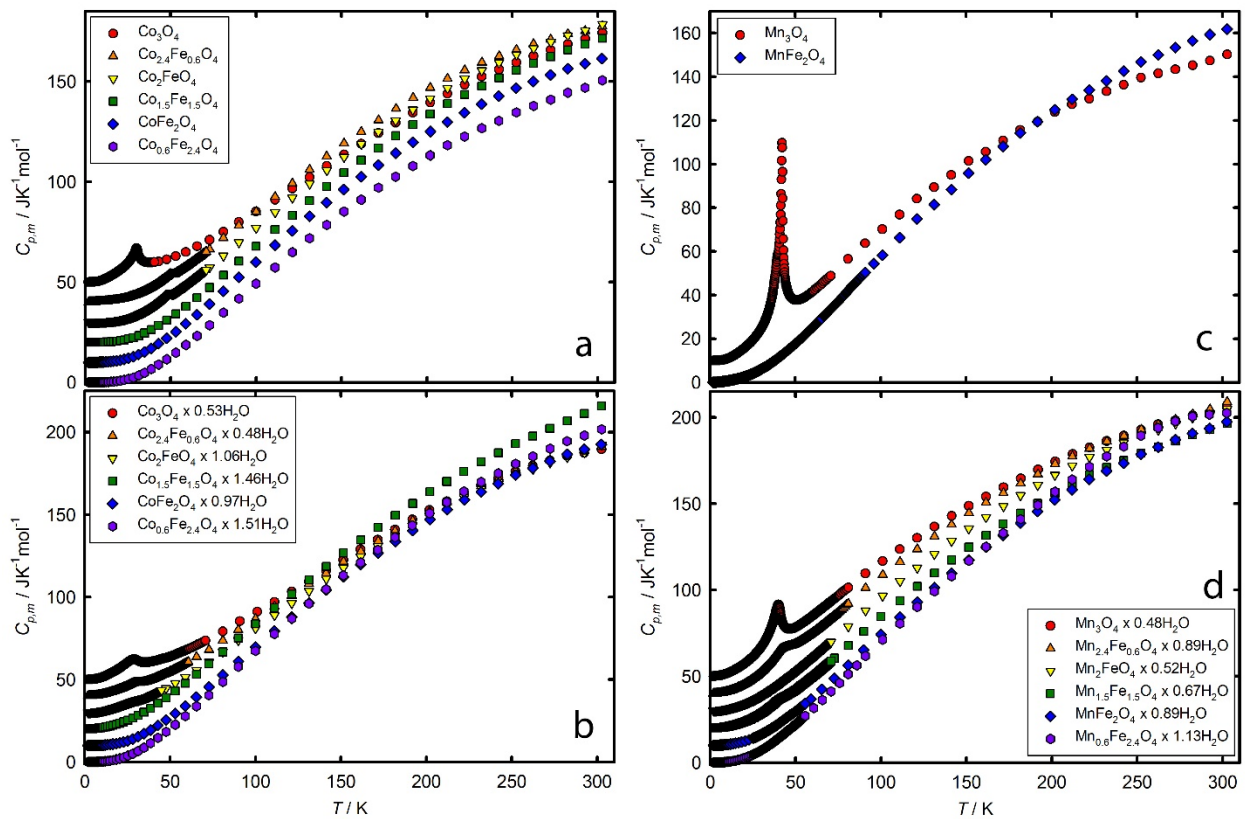 Co₃O₄
Co₂.₄Fe₀.₆O₄
Co₂FeO₄
Co₁.₅Fe₁.₅O₄
CoFe₂O₄
Co₀.₆Fe₂.₄O₄
Cp,m / JK⁻¹mol⁻¹
150
100
50
0
a
Co₃O₄ x 0.53H₂O
Co₂.₄Fe₀.₆O₄ x 0.48H₂O
Co₂FeO₄ x 1.06H₂O
Co₁.₅Fe₁.₅O₄ x 1.46H₂O
CoFe₂O₄ x 0.97H₂O
Co₀.₆Fe₂.₄O₄ x 1.51H₂O
Cp,m / JK⁻¹mol⁻¹
200
150
100
50
0
b
0 50 100 150 200 250 300
T / K
Mn₃O₄
MnFe₂O₄
Cp,m / JK⁻¹mol⁻¹
160
140
120
100
80
60
40
20
0
c
Cp,m / JK⁻¹mol⁻¹
200
150
100
50
0
d
Mn₃O₄ x 0.48H₂O
Mn₂.₄Fe₀.₆O₄ x 0.89H₂O
Mn₂FeO₄ x 0.52H₂O
Mn₁.₅Fe₁.₅O₄ x 0.67H₂O
MnFe₂O₄ x 0.89H₂O
Mn₀.₆Fe₂.₄O₄ x 1.13H₂O
0 50 100 150 200 250 300
T / K